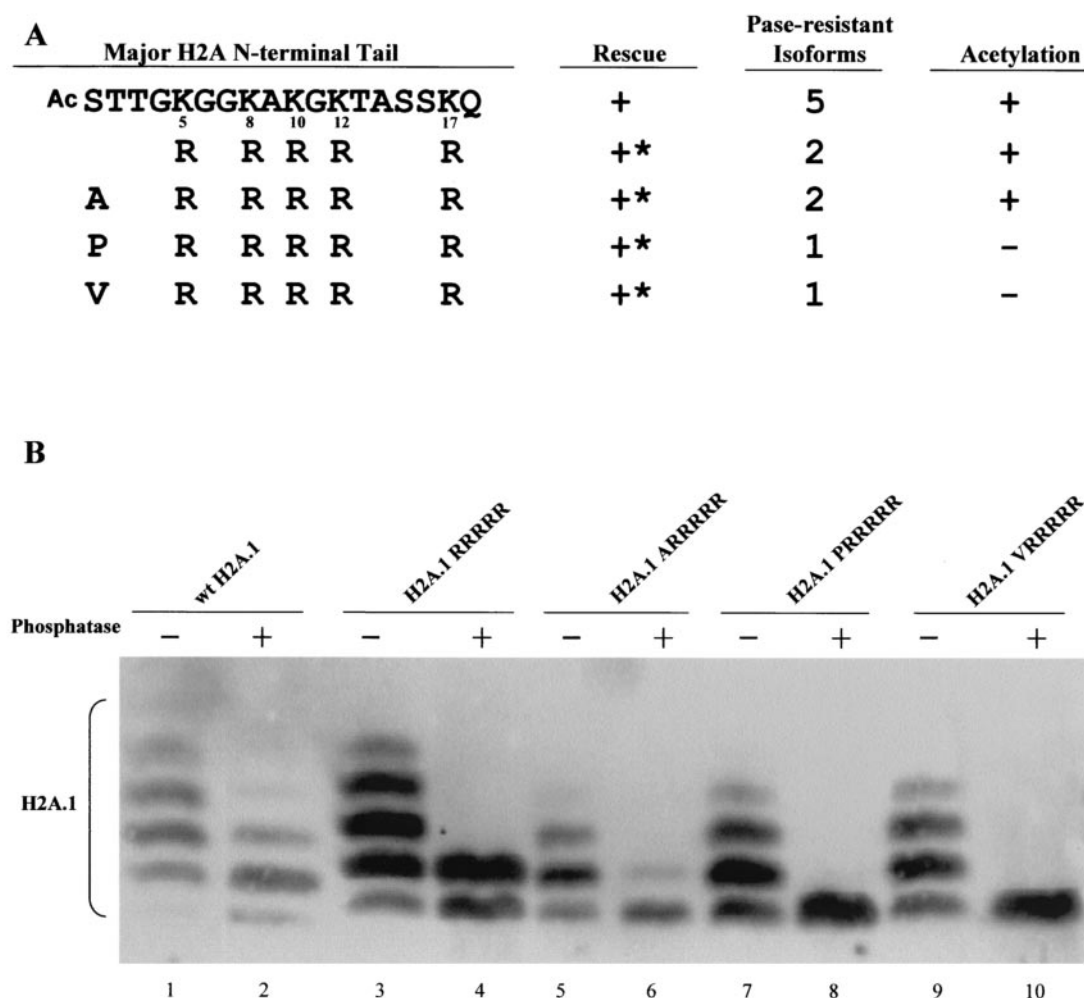 A
Major H2A N-terminal Tail Rescue Pase-resistant Isoforms Acetylation
Ac STTGKGGKAKGKTASSKQ + 5 +
5 8 10 12 17
R R R R R +* 2 +
A R R R R R +* 2 +
P R R R R R +* 1 −
V R R R R R +* 1 −
B
wt H2A.1 H2A.1 RRRRR H2A.1 ARRRRR H2A.1 PRRRRR H2A.1 VRRRRR
Phosphatase − + − + − + − + − +
H2A.1
1 2 3 4 5 6 7 8 9 10